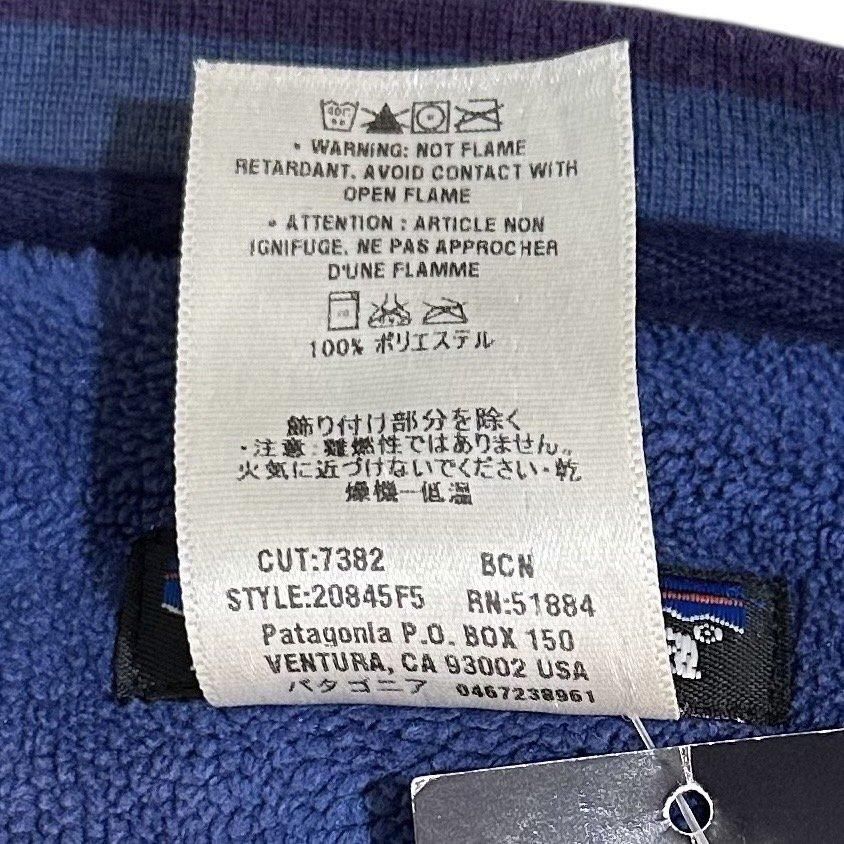 40C
• WARNING: NOT FLAME
RETARDANT. AVOID CONTACT WITH
OPEN FLAME
• ATTENTION : ARTICLE NON
IGNIFUGE. NE PAS APPROCHER
D'UNE FLAMME
100% ポリエステル
飾り付け部分を除く
・注意：難燃性ではありません。
火気に近づけないでください・乾
燥機－低温
CUT:7382 BCN
STYLE:20845F5 RN:51884
Patagonia P.O. BOX 150
VENTURA, CA 93002 USA
パタゴニア 0467238961